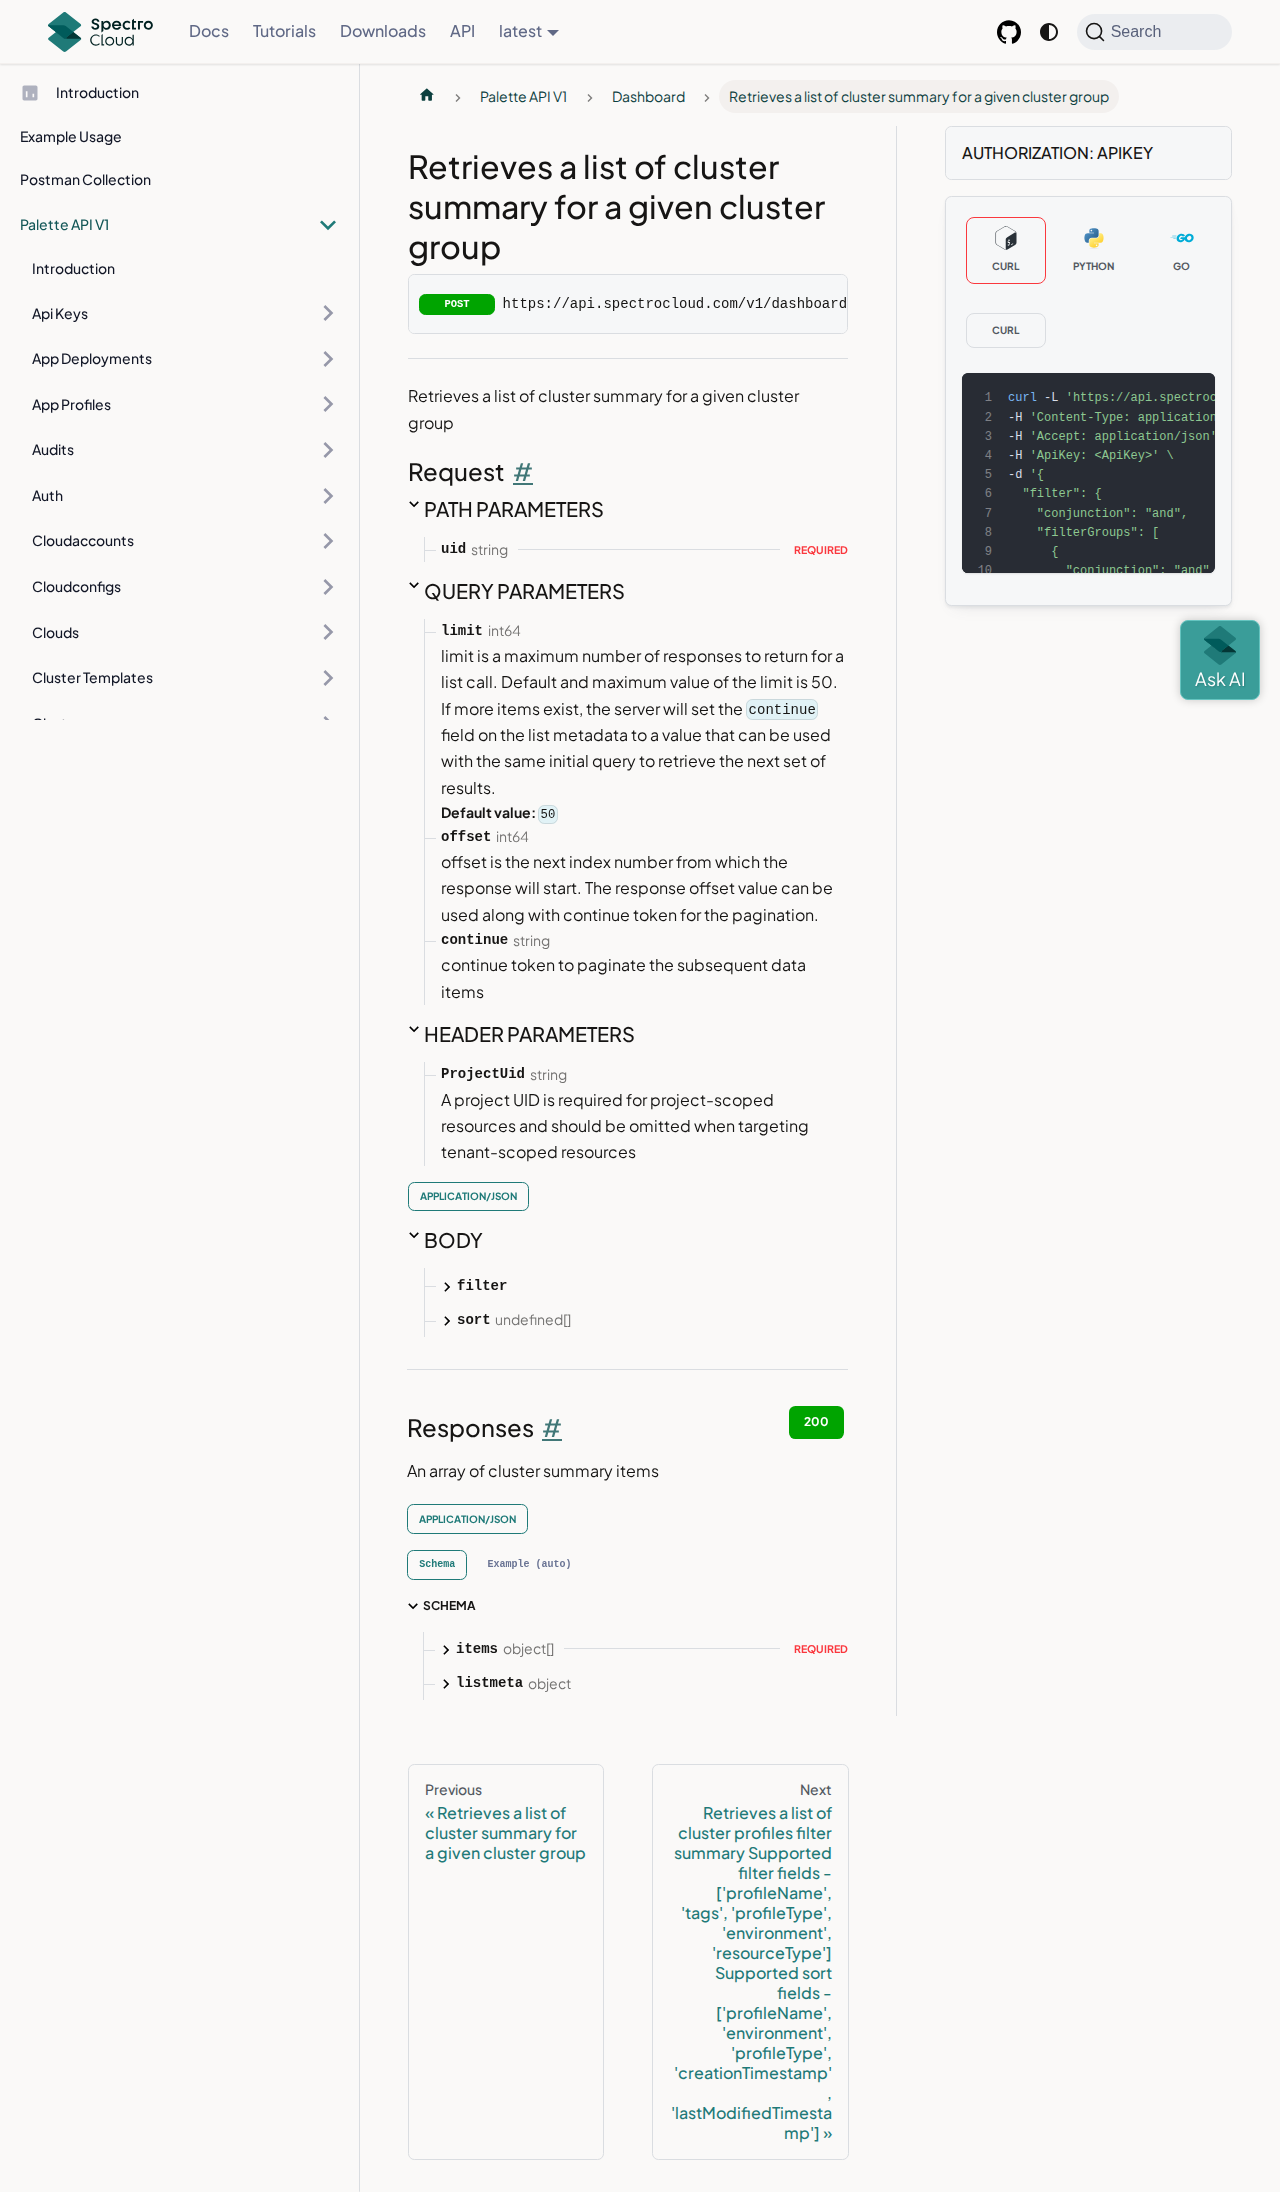 Spectro Cloud
Docs
Tutorials
Downloads
API
latest
Search
Introduction
Example Usage
Postman Collection
Palette API V1
Introduction
Api Keys
App Deployments
App Profiles
Audits
Auth
Cloudaccounts
Cloudconfigs
Clouds
Cluster Templates
Palette API V1
Dashboard
Retrieves a list of cluster summary for a given cluster group
Retrieves a list of cluster
summary for a given cluster
group
POST https://api.spectrocloud.com/v1/dashboard
Retrieves a list of cluster summary for a given cluster
group
Request #
PATH PARAMETERS
uid string REQUIRED
QUERY PARAMETERS
limit int64
limit is a maximum number of responses to return for a
list call. Default and maximum value of the limit is 50.
If more items exist, the server will set the continue
field on the list metadata to a value that can be used
with the same initial query to retrieve the next set of
results.
Default value: 50
offset int64
offset is the next index number from which the
response will start. The response offset value can be
used along with continue token for the pagination.
continue string
continue token to paginate the subsequent data
items
HEADER PARAMETERS
ProjectUid string
A project UID is required for project-scoped
resources and should be omitted when targeting
tenant-scoped resources
APPLICATION/JSON
BODY
filter
sort undefined[]
Responses #
200
An array of cluster summary items
APPLICATION/JSON
Schema
Example (auto)
SCHEMA
items object[] REQUIRED
listmeta object
AUTHORIZATION: APIKEY
CURL
PYTHON
GO
CURL
1 curl -L 'https://api.spectroc
2 -H 'Content-Type: application
3 -H 'Accept: application/json'
4 -H 'ApiKey: <ApiKey>' \
5 -d '{
6 "filter": {
7 "conjunction": "and",
8 "filterGroups": [
9 {
10 "conjunction": "and"
Ask AI
Previous
« Retrieves a list of
cluster summary for
a given cluster group
Next
Retrieves a list of
cluster profiles filter
summary Supported
filter fields -
['profileName',
'tags', 'profileType',
'environment',
'resourceType']
Supported sort
fields -
['profileName',
'environment',
'profileType',
'creationTimestamp'
,
'lastModifiedTimesta
mp'] »